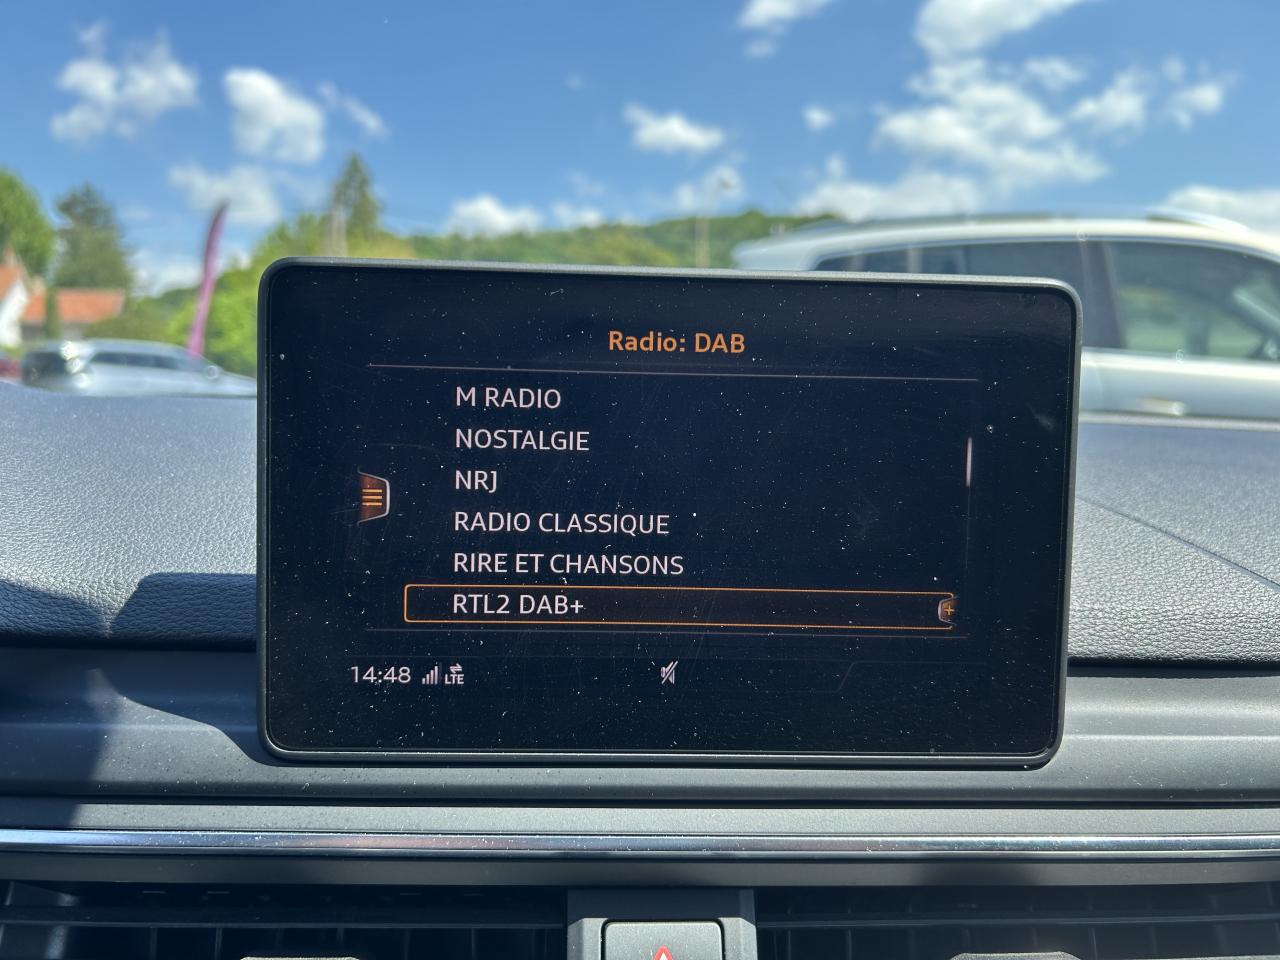 Radio: DAB
M RADIO
NOSTALGIE
NRJ
RADIO CLASSIQUE
RIRE ET CHANSONS
RTL2 DAB+
14:48 LTE